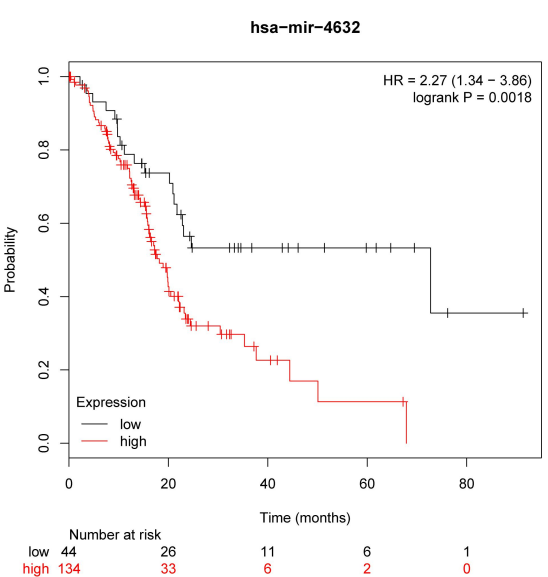 hsa−mir−4632
HR = 2.27 (1.34 − 3.86)
logrank P = 0.0018
Probability
1.0
0.8
0.6
0.4
0.2
0.0
Expression
low
high
0 20 40 60 80
Time (months)
Number at risk
low 44 26 11 6 1
high 134 33 6 2 0